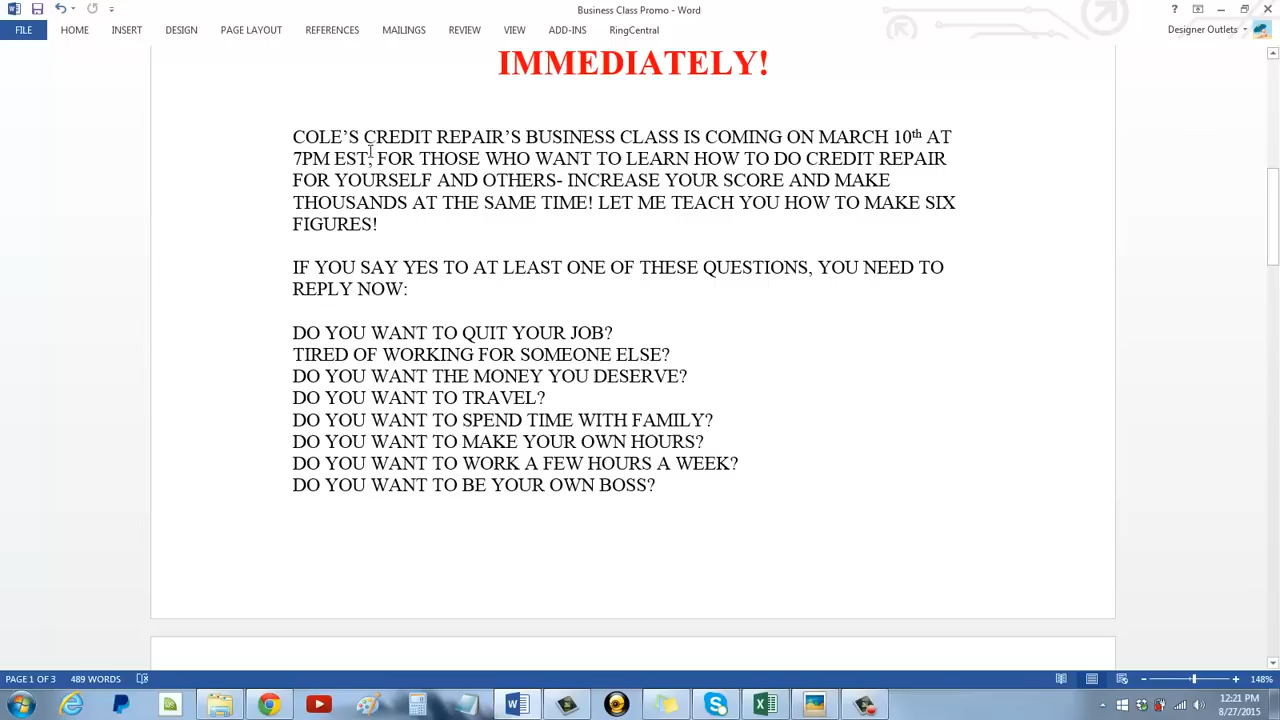 Business Class Promo - Word
FILE HOME INSERT DESIGN PAGE LAYOUT REFERENCES MAILINGS REVIEW VIEW ADD-INS RingCentral Designer Outlets
IMMEDIATELY!
COLE'S CREDIT REPAIR'S BUSINESS CLASS IS COMING ON MARCH 10th AT
7PM EST, FOR THOSE WHO WANT TO LEARN HOW TO DO CREDIT REPAIR
FOR YOURSELF AND OTHERS- INCREASE YOUR SCORE AND MAKE
THOUSANDS AT THE SAME TIME! LET ME TEACH YOU HOW TO MAKE SIX
FIGURES!
IF YOU SAY YES TO AT LEAST ONE OF THESE QUESTIONS, YOU NEED TO
REPLY NOW:
DO YOU WANT TO QUIT YOUR JOB?
TIRED OF WORKING FOR SOMEONE ELSE?
DO YOU WANT THE MONEY YOU DESERVE?
DO YOU WANT TO TRAVEL?
DO YOU WANT TO SPEND TIME WITH FAMILY?
DO YOU WANT TO MAKE YOUR OWN HOURS?
DO YOU WANT TO WORK A FEW HOURS A WEEK?
DO YOU WANT TO BE YOUR OWN BOSS?
PAGE 1 OF 3 489 WORDS 148%
12:21 PM
8/27/2015